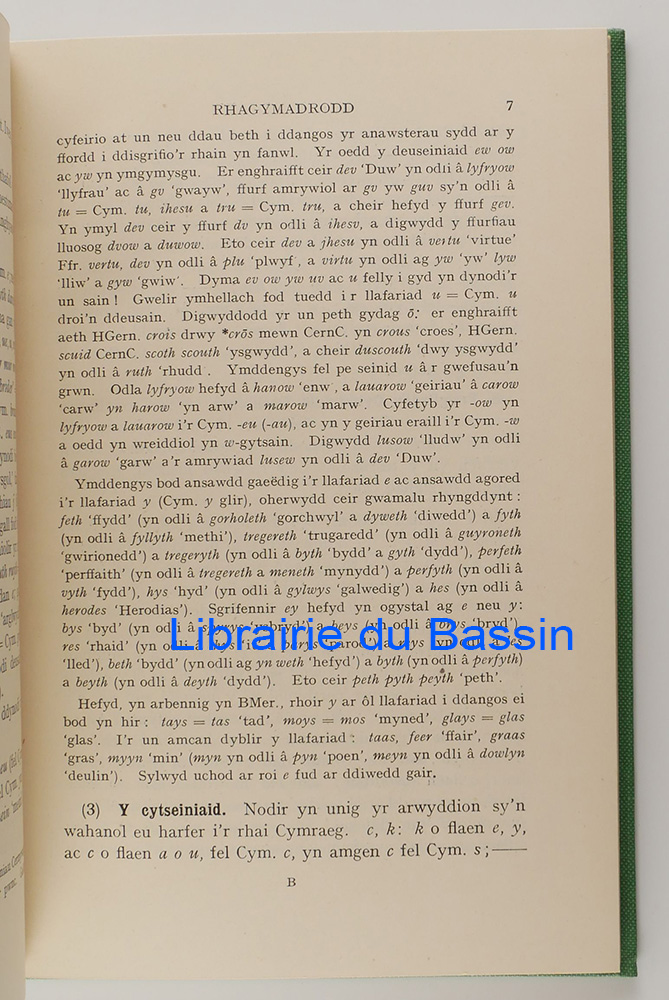 RHAGYMADRODD 7
cyfeirio at un neu ddau beth i ddangos yr anawsterau sydd ar y
ffordd i ddisgrifio'r rhain yn fanwl. Yr oedd y deuseiniaid ew ow
ac yw yn ymgymysgu. Er enghraifft ceir dev ‘Duw’ yn odli â lyfryow
‘llyfrau’ ac â gv ‘gwayw’, ffurf amrywiol ar gv yw guv sy'n odli â
tu = Cym. tu, ihesu a tru = Cym. tru, a cheir hefyd y ffurf gev.
Yn ymyl dev ceir y ffurf dv yn odli â ihesv, a digwydd y ffurfiau
lluosog dvow a duwow. Eto ceir dev a jhesu yn odli â vertu ‘virtue’
Ffr. vertu, dev yn odli â plu ‘plwyf’, a virtu yn odli ag yw ‘yw’ lyw
‘lliw’ a gyw ‘gwiw’. Dyma ev ow yw uv ac u felly i gyd yn dynodi'r
un sain! Gwelir ymhellach fod tuedd i'r llafariad u = Cym. u
droi'n ddeusain. Digwyddodd yr un peth gydag ō: er enghraifft
aeth HGern. crois drwy *crōs mewn CernC. yn crous ‘croes’, HGern.
scuid CernC. scoth scouth ‘ysgwydd’, a cheir duscouth ‘dwy ysgwydd’
yn odli â ruth ‘rhudd’. Ymddengys fel pe seinid u â'r gwefusau'n
grwn. Odla lyfryow hefyd â hanow ‘enw’, a lauarow ‘geiriau’ â carow
‘carw’ yn harow ‘yn arw’ a marow ‘marw’. Cyfetyb yr -ow yn
lyfryow a lauarow i'r Cym. -eu (-au), ac yn y geiriau eraill i'r Cym. -w
a oedd yn wreiddiol yn w-gytsain. Digwydd lusow ‘lludw’ yn odli
â garow ‘garw’ a'r amrywiad lusew yn odli â dev ‘Duw’.
Ymddengys bod ansawdd gaeëdig i'r llafariad e ac ansawdd agored
i'r llafariad y (Cym. y glir), oherwydd ceir gwamalu rhyngddynt:
feth ‘ffydd’ (yn odli â gorholeth ‘gorchwyl’ a dyweth ‘diwedd’) a fyth
(yn odli â fyllyth ‘methi’), tregereth ‘trugaredd’ (yn odli â guyroneth
‘gwirionedd’) a tregeryth (yn odli â byth ‘bydd’ a gyth ‘dydd’), perfeth
‘perffaith’ (yn odli â tregereth a meneth ‘mynydd’) a perfyth (yn odli â
vyth ‘fydd’), hys ‘hyd’ (yn odli â gylwys ‘galwedig’) a hes (yn odli â
herodes ‘Herodias’). Sgrifennir ey hefyd yn ogystal ag e neu y:
bys ‘byd’ (yn odli â ‘ysbryd’) a beys (yn odli â ‘bryd’)
res ‘rhaid’ (yn odli ‘parod’) a (yn odli â
‘lled’), beth ‘bydd’ (yn odli ag yn weth ‘hefyd’) a byth (yn odli â perfyth)
a beyth (yn odli â deyth ‘dydd’). Eto ceir peth pyth peyth ‘peth’.
Hefyd, yn arbennig yn BMer., rhoir y ar ôl llafariad i ddangos ei
bod yn hir: tays = tas ‘tad’, moys = mos ‘myned’, glays = glas
‘glas’. I'r un amcan dyblir y llafariad: taas, feer ‘ffair’, graas
‘gras’, myyn ‘min’ (myn yn odli â pyn ‘poen’, meyn yn odli â dowlyn
‘deulin’). Sylwyd uchod ar roi e fud ar ddiwedd gair.
(3) Y cytseiniaid. Nodir yn unig yr arwyddion sy'n
wahanol eu harfer i'r rhai Cymraeg. c, k: k o flaen e, y,
ac c o flaen a o u, fel Cym. c, yn amgen c fel Cym. s;——
B
Librairie du Bassin